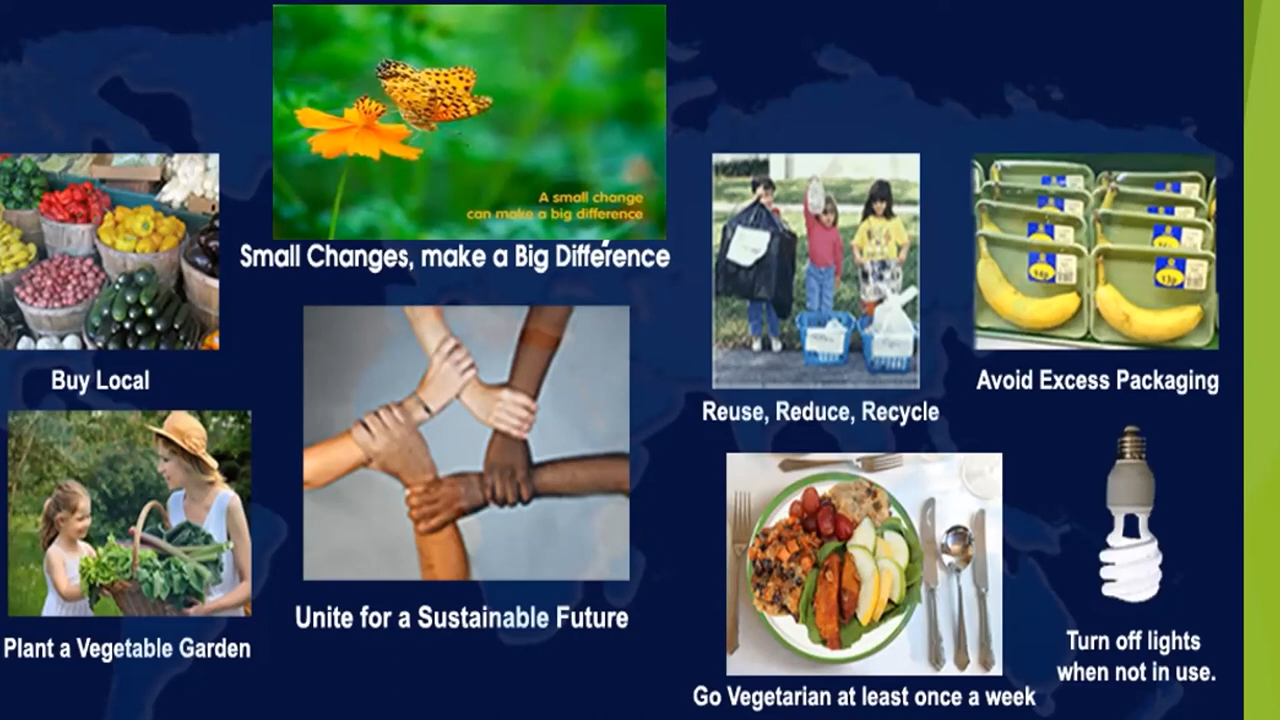 A small change
can make a big difference
Small Changes, make a Big Difference
Buy Local
Reuse, Reduce, Recycle
Avoid Excess Packaging
Plant a Vegetable Garden
Unite for a Sustainable Future
Go Vegetarian at least once a week
Turn off lights
when not in use.